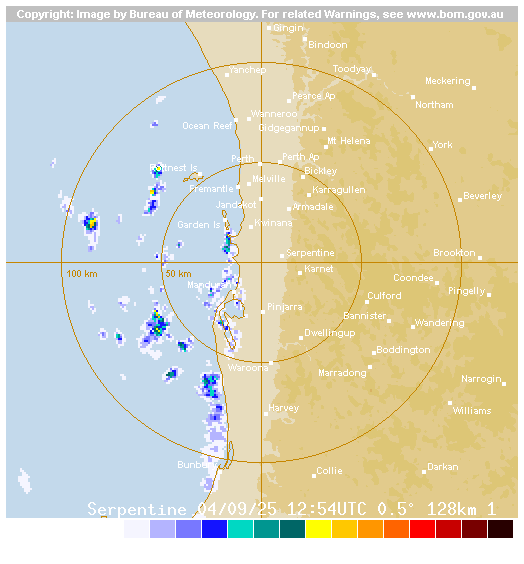 Copyright: Image by Bureau of Meteorology. For related Warnings, see www.bom.gov.au
Gingin
Bindoon
Yanchep
Toodyay
Meckering
Pearce Ap
Northam
Ocean Reef
Wanneroo
Gidgegannup
Mt Helena
York
Perth
Perth Ap
Rottnest Is
Bickley
Melville
Fremantle
Karragullen
Beverley
Jandakot
Armadale
Garden Is
Kwinana
Serpentine
Brookton
Karnet
100 km
50 km
Coondee
Pingelly
Cufford
Pinjarra
Bannister
Wandering
Dwellingup
Boddington
Waroona
Marradong
Narrogin
Harvey
Williams
Bunbury
Collie
Darkan
Serpentine 04/09/25 12:54UTC 0.5° 128km 1